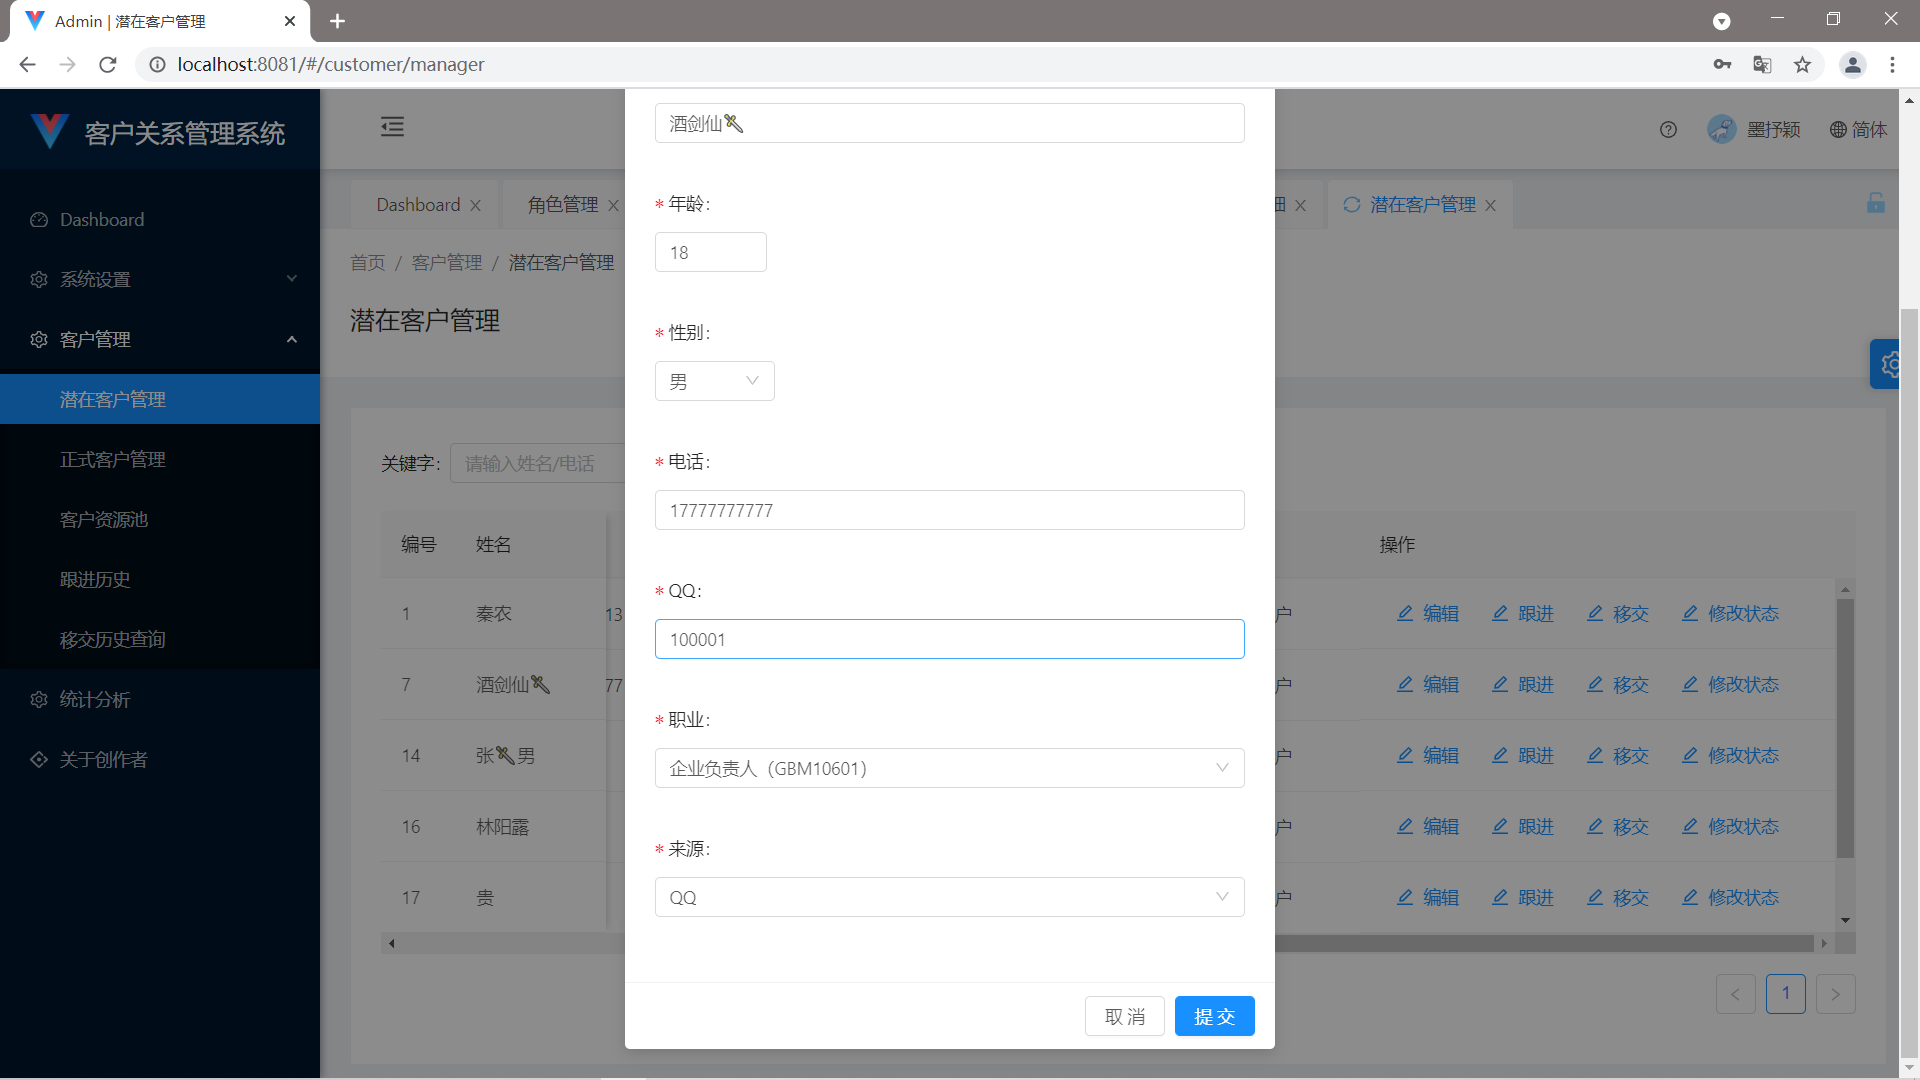 Admin | 潜在客户管理
localhost:8081/#/customer/manager
客户关系管理系统
Dashboard
系统设置
客户管理
潜在客户管理
正式客户管理
客户资源池
跟进历史
移交历史查询
统计分析
关于创作者
墨抒颖
简体
Dashboard
角色管理
细
潜在客户管理
首页 / 客户管理 / 潜在客户管理
潜在客户管理
关键字:
请输入姓名/电话
编号 姓名 操作
1 秦农 13 户 编辑 跟进 移交 修改状态
7 酒剑仙🗡 77 户 编辑 跟进 移交 修改状态
14 张🗡男 户 编辑 跟进 移交 修改状态
16 林阳露 户 编辑 跟进 移交 修改状态
17 贵 户 编辑 跟进 移交 修改状态
< 1 >
酒剑仙🗡
* 年龄:
18
* 性别:
男
* 电话:
17777777777
* QQ:
100001
* 职业:
企业负责人（GBM10601）
* 来源:
QQ
取 消
提 交